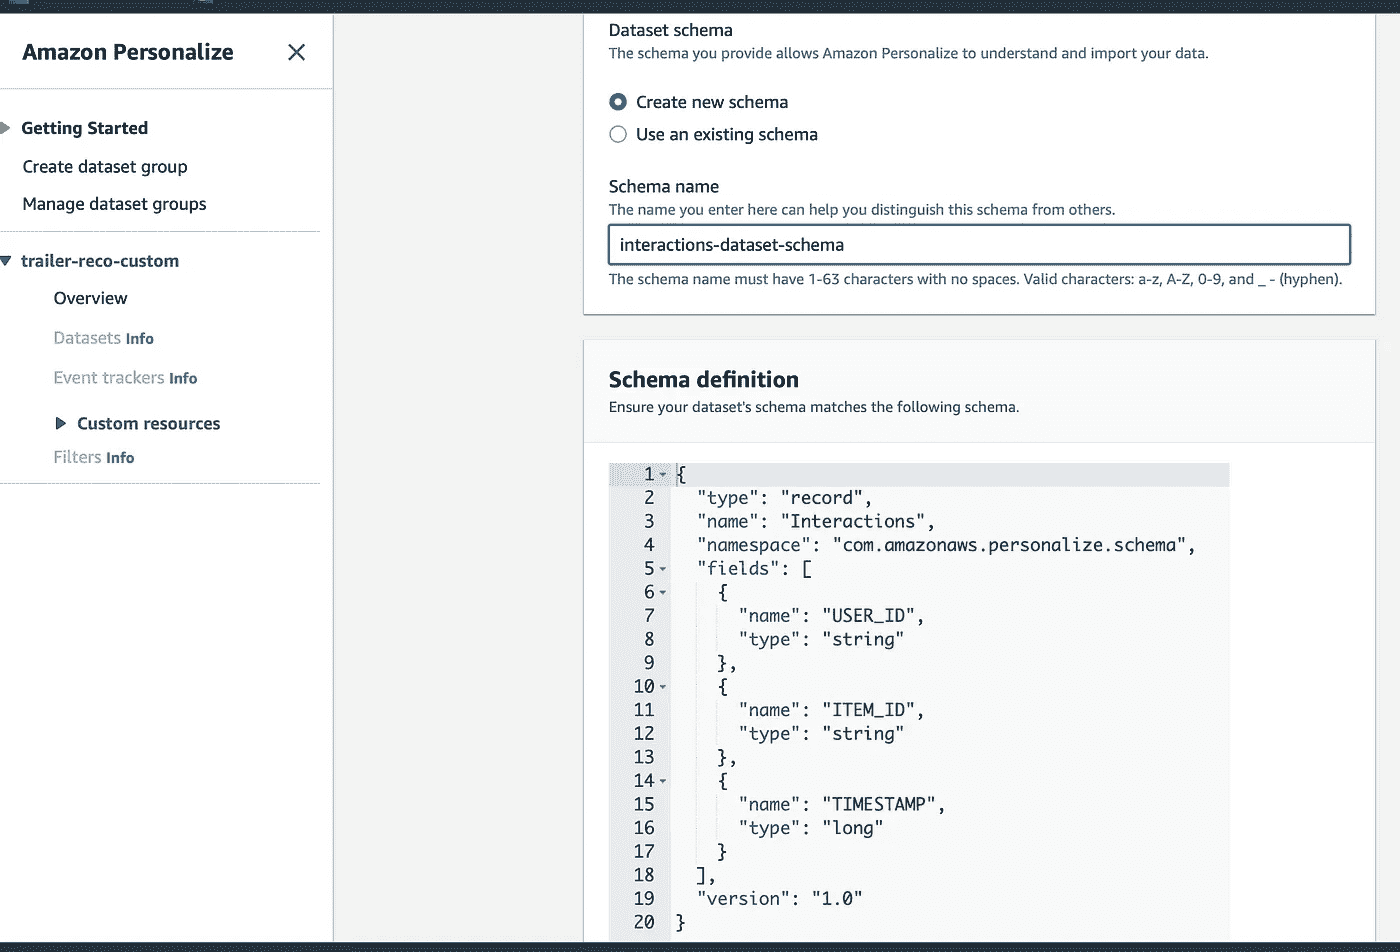 Amazon Personalize
Getting Started
Create dataset group
Manage dataset groups
trailer-reco-custom
Overview
Datasets Info
Event trackers Info
Custom resources
Filters Info
Dataset schema
The schema you provide allows Amazon Personalize to understand and import your data.
Create new schema
Use an existing schema
Schema name
The name you enter here can help you distinguish this schema from others.
interactions-dataset-schema
The schema name must have 1-63 characters with no spaces. Valid characters: a-z, A-Z, 0-9, and _ - (hyphen).
Schema definition
Ensure your dataset's schema matches the following schema.
1 {
2 "type": "record",
3 "name": "Interactions",
4 "namespace": "com.amazonaws.personalize.schema",
5 "fields": [
6 {
7 "name": "USER_ID",
8 "type": "string"
9 },
10 {
11 "name": "ITEM_ID",
12 "type": "string"
13 },
14 {
15 "name": "TIMESTAMP",
16 "type": "long"
17 }
18 ],
19 "version": "1.0"
20 }